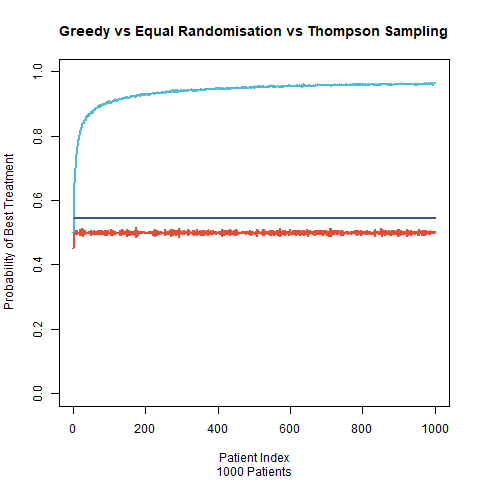 Greedy vs Equal Randomisation vs Thompson Sampling
Probability of Best Treatment
1.0
0.8
0.6
0.4
0.2
0.0
0 200 400 600 800 1000
Patient Index
1000 Patients